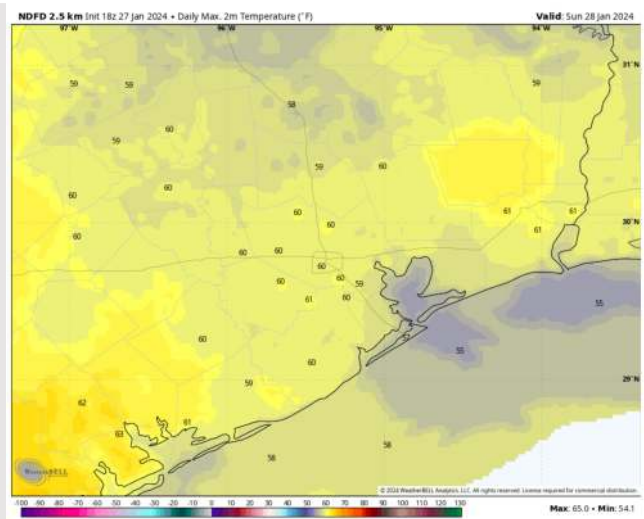 NDFD 2.5 km Init 18z 27 Jan 2024 • Daily Max. 2m Temperature (°F)
Valid: Sun 28 Jan 2024
97°W 96°W 95°W 94°W
31°N
59 59 59
58
60
59
59 60
60
60
60 61 61
30°N
60 61
60
60 60
60
60 59
60
61 60
55
60
55
60
29°N
59
62
61
63
58
58
WeatherBELL
© 2024 WeatherBELL Analytics, LLC. All rights reserved. License required for commercial distribution.
-100 -90 -80 -70 -60 -50 -40 -30 -20 -10 0 10 20 30 40 50 60 70 80 90 100 110 120 130
Max: 65.0 • Min: 54.1